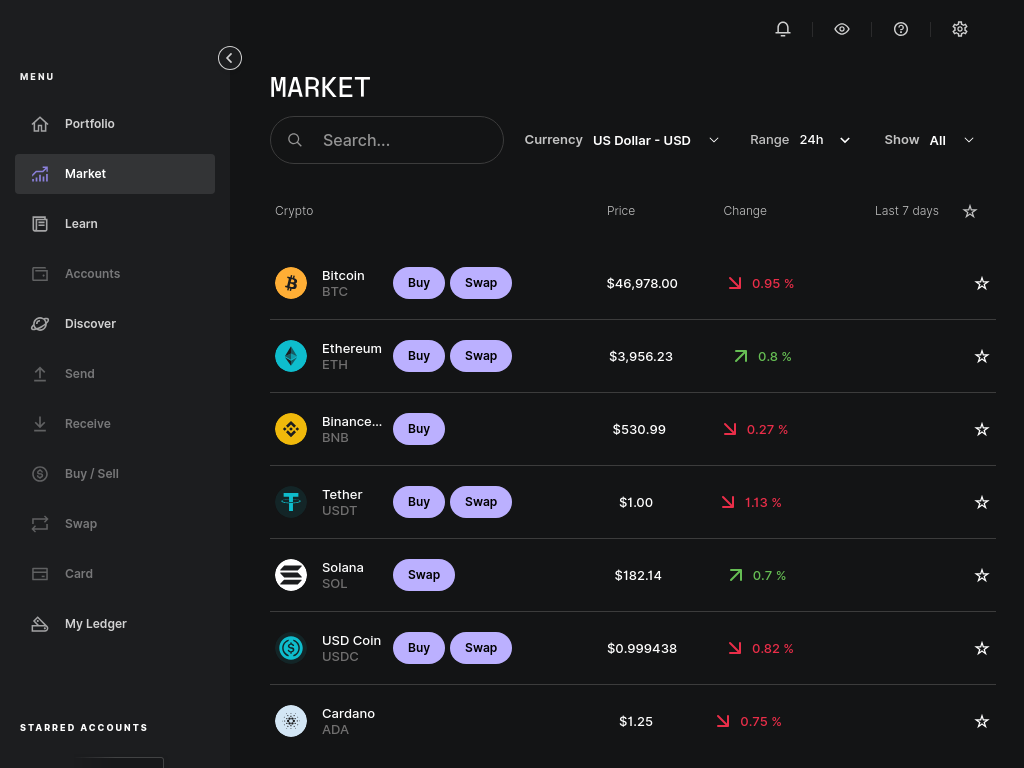 MENU
Portfolio
Market
Learn
Accounts
Discover
Send
Receive
Buy / Sell
Swap
Card
My Ledger
STARRED ACCOUNTS
MARKET
Search...
Currency US Dollar - USD
Range 24h
Show All
Crypto Price Change Last 7 days
Bitcoin
BTC
Buy Swap $46,978.00 0.95 %
Ethereum
ETH
Buy Swap $3,956.23 0.8 %
Binance...
BNB
Buy $530.99 0.27 %
Tether
USDT
Buy Swap $1.00 1.13 %
Solana
SOL
Swap $182.14 0.7 %
USD Coin
USDC
Buy Swap $0.999438 0.82 %
Cardano
ADA
$1.25 0.75 %